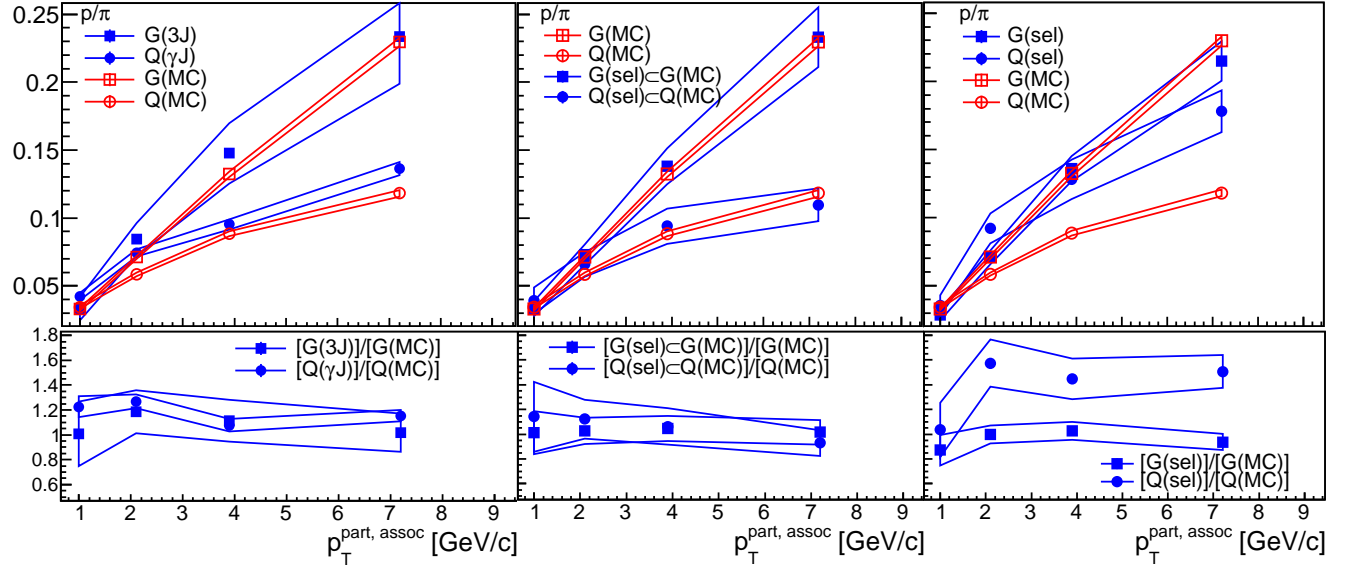 p/π
G(3J)
Q(γJ)
G(MC)
Q(MC)
0.25
0.2
0.15
0.1
0.05
p/π
G(MC)
Q(MC)
G(sel)⊂G(MC)
Q(sel)⊂Q(MC)
p/π
G(sel)
Q(sel)
G(MC)
Q(MC)
1.8
1.6
1.4
1.2
1
0.8
0.6
[G(3J)]/[G(MC)]
[Q(γJ)]/[Q(MC)]
[G(sel)⊂G(MC)]/[G(MC)]
[Q(sel)⊂Q(MC)]/[Q(MC)]
[G(sel)]/[G(MC)]
[Q(sel)]/[Q(MC)]
1 2 3 4 5 6 7 8 9
1 2 3 4 5 6 7 8 9
1 2 3 4 5 6 7 8 9
p_T^part, assoc [GeV/c]
p_T^part, assoc [GeV/c]
p_T^part, assoc [GeV/c]